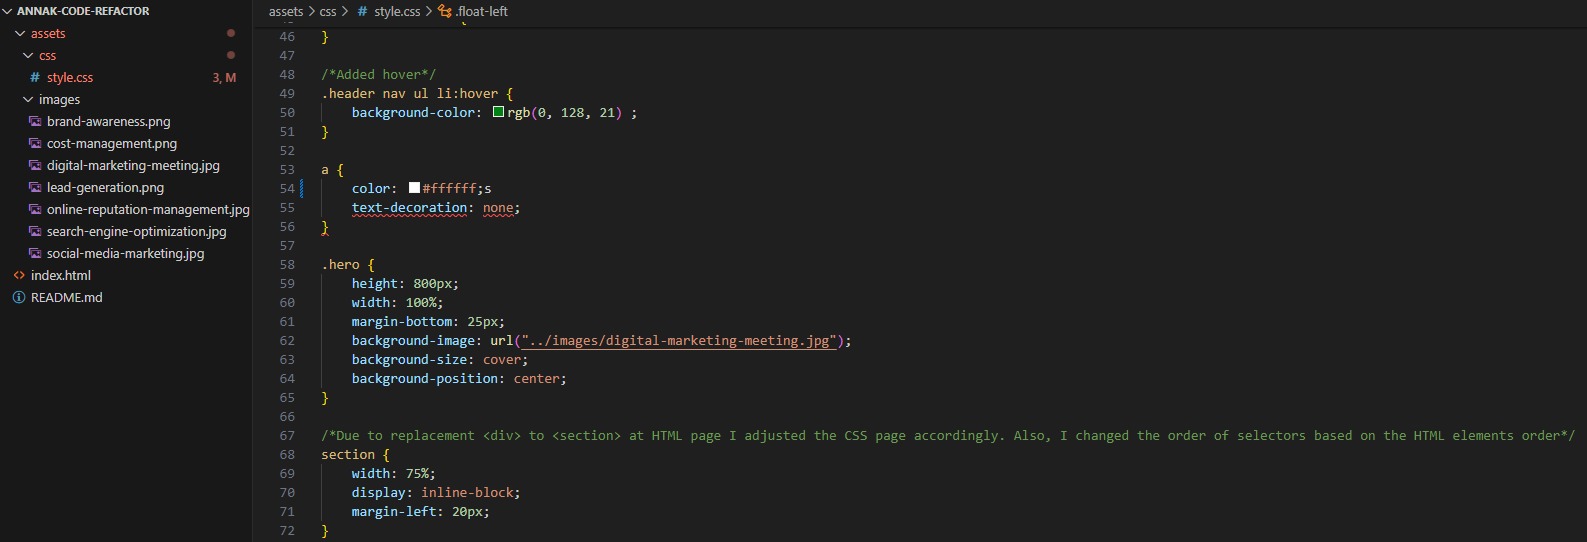 ANNAK-CODE-REFACTOR
assets
css
# style.css 3, M
images
brand-awareness.png
cost-management.png
digital-marketing-meeting.jpg
lead-generation.png
online-reputation-management.jpg
search-engine-optimization.jpg
social-media-marketing.jpg
<> index.html
README.md
assets > css > # style.css > .float-left
46 }
47
48 /*Added hover*/
49 .header nav ul li:hover {
50 background-color: rgb(0, 128, 21) ;
51 }
52
53 a {
54 color: #ffffff;s
55 text-decoration: none;
56 }
57
58 .hero {
59 height: 800px;
60 width: 100%;
61 margin-bottom: 25px;
62 background-image: url("../images/digital-marketing-meeting.jpg");
63 background-size: cover;
64 background-position: center;
65 }
66
67 /*Due to replacement <div> to <section> at HTML page I adjusted the CSS page accordingly. Also, I changed the order of selectors based on the HTML elements order*/
68 section {
69 width: 75%;
70 display: inline-block;
71 margin-left: 20px;
72 }